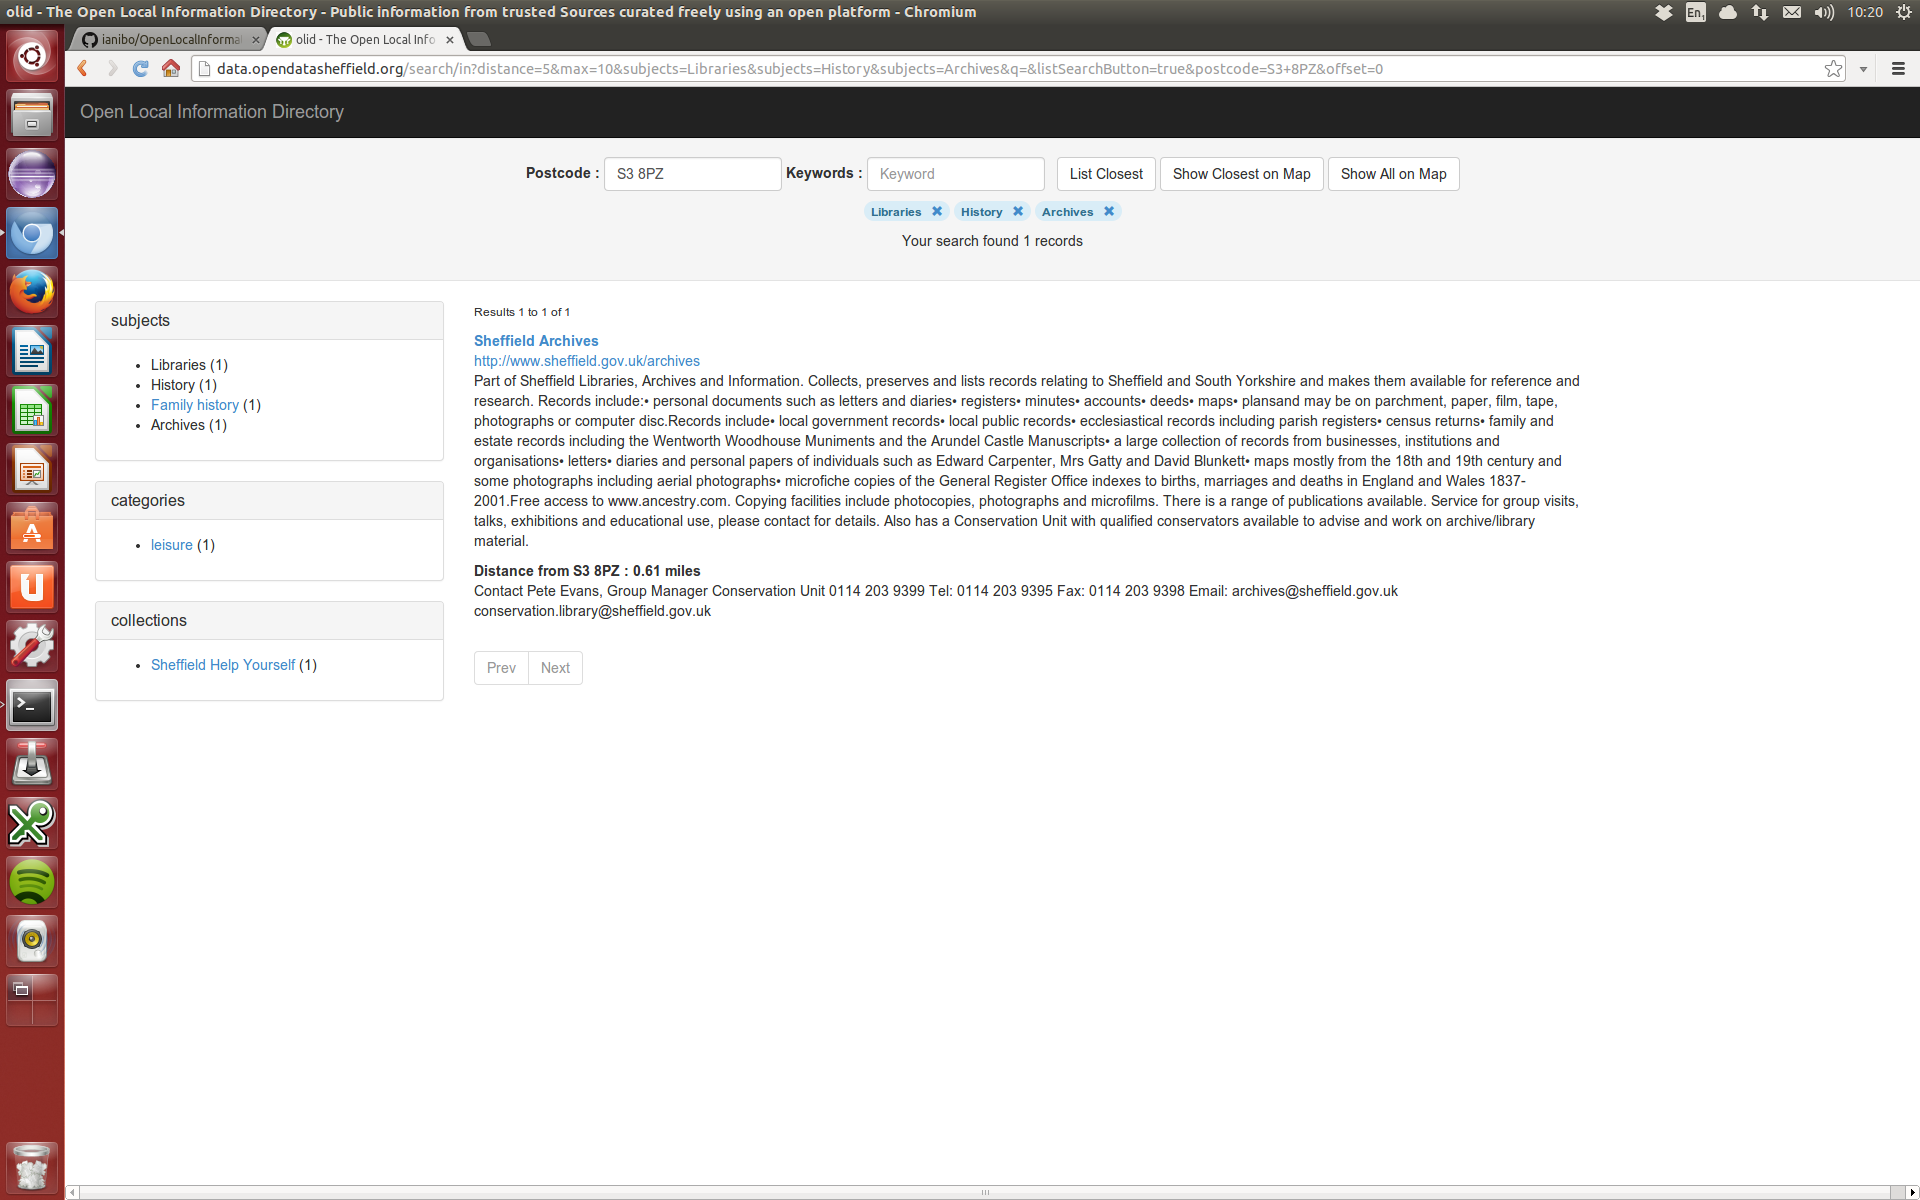 olid - The Open Local Information Directory - Public information from trusted Sources curated freely using an open platform - Chromium
En1
10:20
ianibo/OpenLocalInforma
olid - The Open Local Info
data.opendatasheffield.org/search/in?distance=5&max=10&subjects=Libraries&subjects=History&subjects=Archives&q=&listSearchButton=true&postcode=S3+8PZ&offset=0
Open Local Information Directory
Postcode : S3 8PZ Keywords : Keyword List Closest Show Closest on Map Show All on Map
Libraries ✖ History ✖ Archives ✖
Your search found 1 records
subjects
• Libraries (1)
• History (1)
• Family history (1)
• Archives (1)
categories
• leisure (1)
collections
• Sheffield Help Yourself (1)
Results 1 to 1 of 1
Sheffield Archives
http://www.sheffield.gov.uk/archives
Part of Sheffield Libraries, Archives and Information. Collects, preserves and lists records relating to Sheffield and South Yorkshire and makes them available for reference and
research. Records include:• personal documents such as letters and diaries• registers• minutes• accounts• deeds• maps• plansand may be on parchment, paper, film, tape,
photographs or computer disc.Records include• local government records• local public records• ecclesiastical records including parish registers• census returns• family and
estate records including the Wentworth Woodhouse Muniments and the Arundel Castle Manuscripts• a large collection of records from businesses, institutions and
organisations• letters• diaries and personal papers of individuals such as Edward Carpenter, Mrs Gatty and David Blunkett• maps mostly from the 18th and 19th century and
some photographs including aerial photographs• microfiche copies of the General Register Office indexes to births, marriages and deaths in England and Wales 1837-
2001.Free access to www.ancestry.com. Copying facilities include photocopies, photographs and microfilms. There is a range of publications available. Service for group visits,
talks, exhibitions and educational use, please contact for details. Also has a Conservation Unit with qualified conservators available to advise and work on archive/library
material.
Distance from S3 8PZ : 0.61 miles
Contact Pete Evans, Group Manager Conservation Unit 0114 203 9399 Tel: 0114 203 9395 Fax: 0114 203 9398 Email: archives@sheffield.gov.uk
conservation.library@sheffield.gov.uk
Prev Next